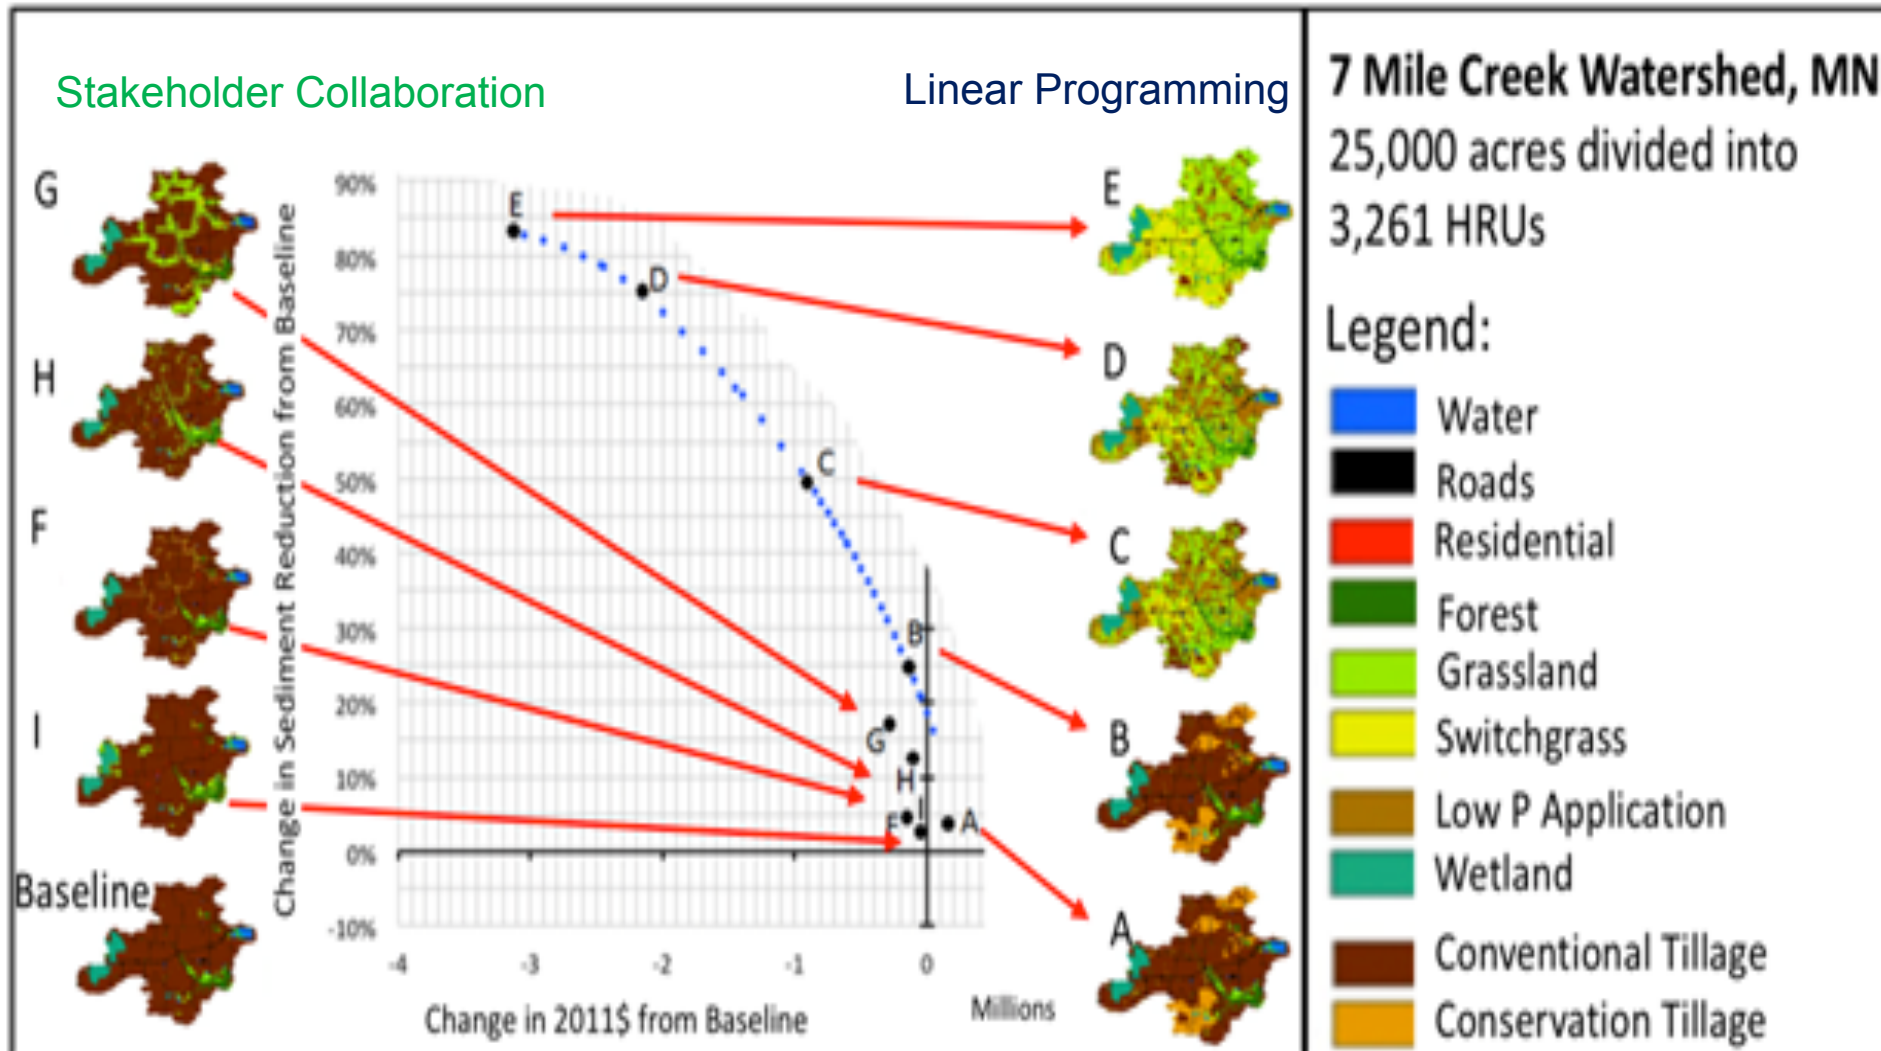 Stakeholder Collaboration
Linear Programming
G
H
F
I
Baseline
Change in Sediment Reduction from Baseline
90%
80%
70%
60%
50%
40%
30%
20%
10%
0%
-10%
E
D
C
B
G
H
F
I
A
-4
-3
-2
-1
0
Millions
Change in 2011$ from Baseline
E
D
C
B
A
7 Mile Creek Watershed, MN
25,000 acres divided into
3,261 HRUs
Legend:
Water
Roads
Residential
Forest
Grassland
Switchgrass
Low P Application
Wetland
Conventional Tillage
Conservation Tillage